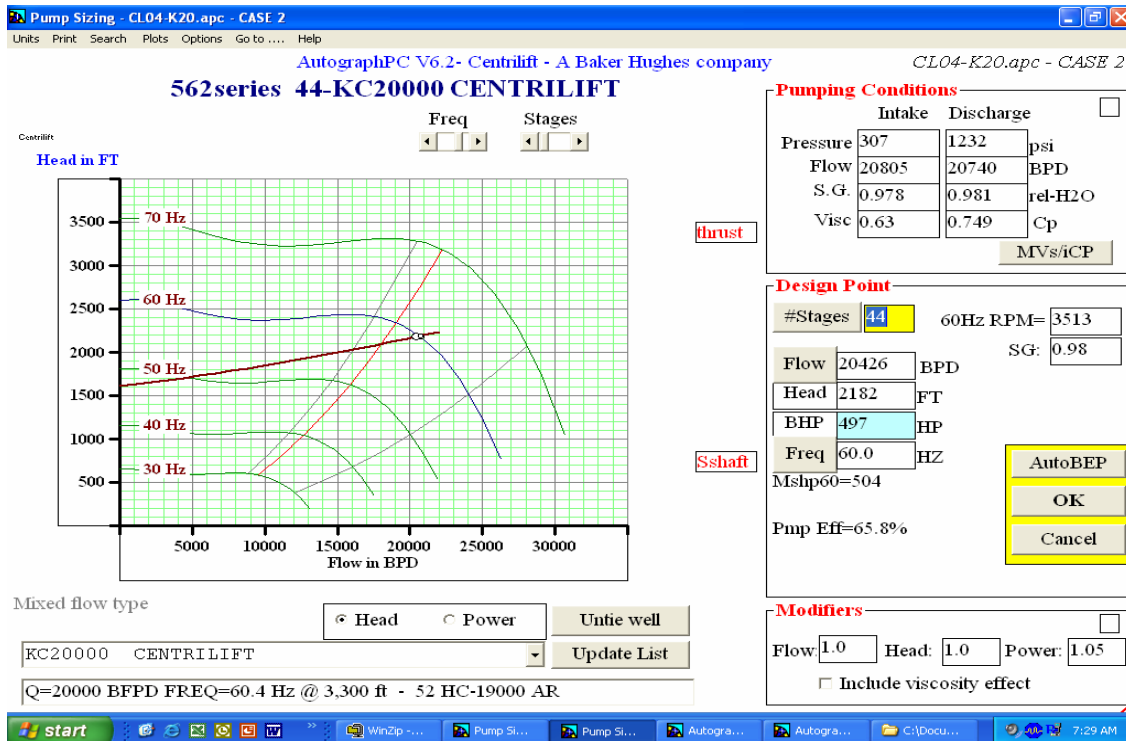 Pump Sizing - CL04-K20.apc - CASE 2
Units Print Search Plots Options Go to .... Help
AutographPC V6.2- Centrilift - A Baker Hughes company
CL04-K20.apc - CASE 2
562series 44-KC20000 CENTRILIFT
Freq Stages
Centrilift
Head in FT
3500
3000
2500
2000
1500
1000
500
70 Hz
60 Hz
50 Hz
40 Hz
30 Hz
5000 10000 15000 20000 25000 30000
Flow in BPD
thrust
Sshaft
Pumping Conditions
Intake Discharge
Pressure 307 1232 psi
Flow 20805 20740 BPD
S.G. 0.978 0.981 rel-H2O
Visc 0.63 0.749 Cp
MVs/iCP
Design Point
#Stages 44 60Hz RPM= 3513
SG: 0.98
Flow 20426 BPD
Head 2182 FT
BHP 497 HP
Freq 60.0 HZ
Mshp60=504
Pmp Eff=65.8%
AutoBEP
OK
Cancel
Mixed flow type
Head Power
Untie well
KC20000 CENTRILIFT
Update List
Q=20000 BFPD FREQ=60.4 Hz @ 3,300 ft - 52 HC-19000 AR
Modifiers
Flow: 1.0 Head: 1.0 Power: 1.05
Include viscosity effect
start
WinZip -... Pump Si... Pump Si... Autogra... Autogra... C:\Docu... 7:29 AM